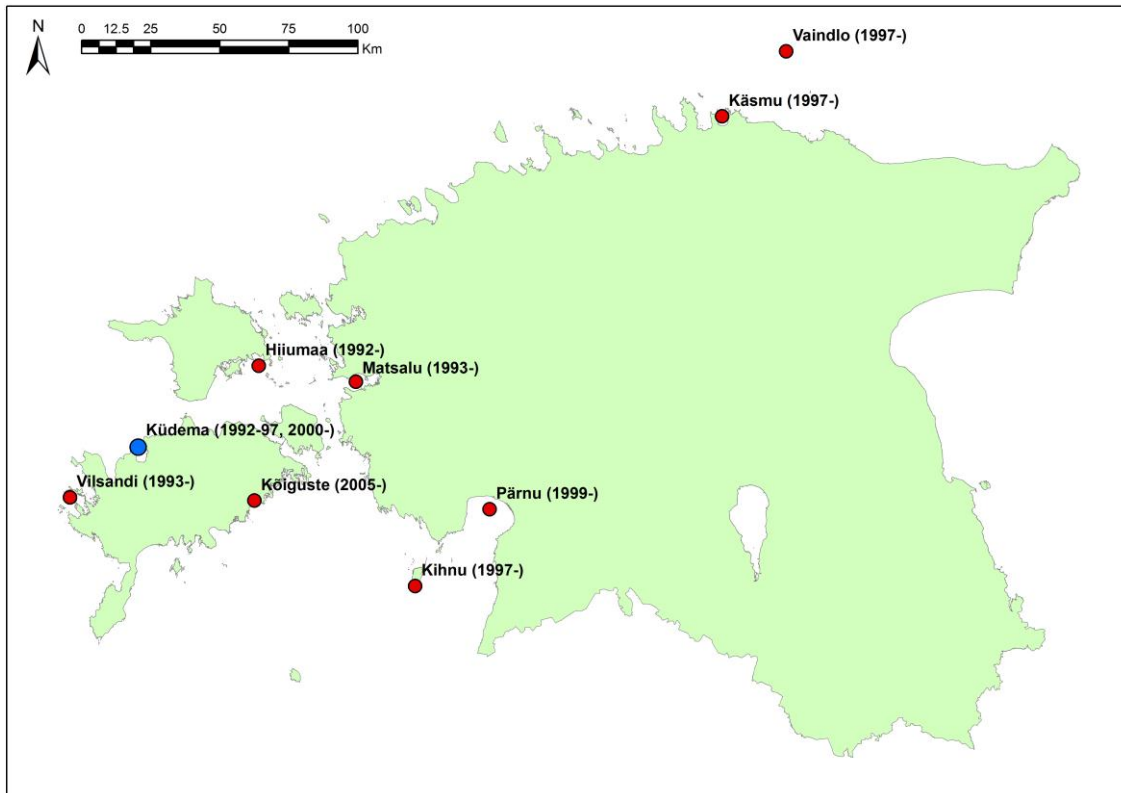 N
0 12.5 25 50 75 100
Km
Vaindlo (1997-)
Käsmu (1997-)
Hiiumaa (1992-)
Matsalu (1993-)
Küdema (1992-97, 2000-)
Vilsandi (1993-)
Kõiguste (2005-)
Pärnu (1999-)
Kihnu (1997-)